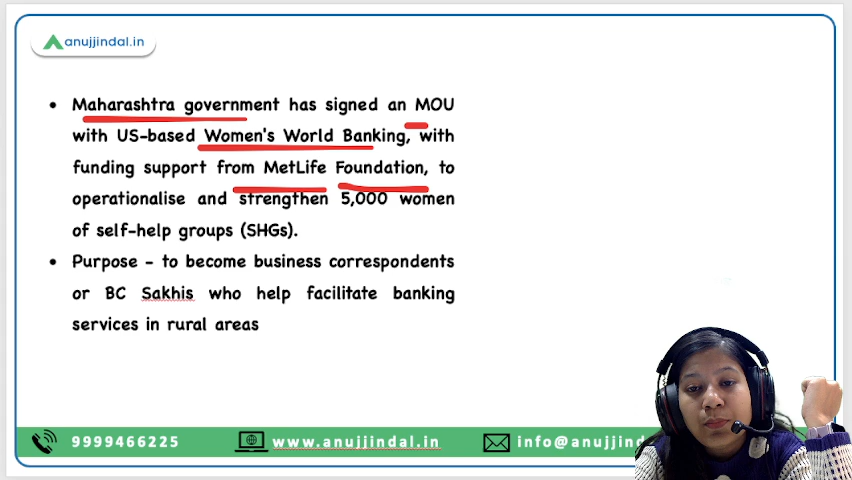 anujjindal.in
• Maharashtra government has signed an MOU
with US-based Women's World Banking, with
funding support from MetLife Foundation, to
operationalise and strengthen 5,000 women
of self-help groups (SHGs).
• Purpose - to become business correspondents
or BC Sakhis who help facilitate banking
services in rural areas
9999466225 www.anujjindal.in info@anujjind